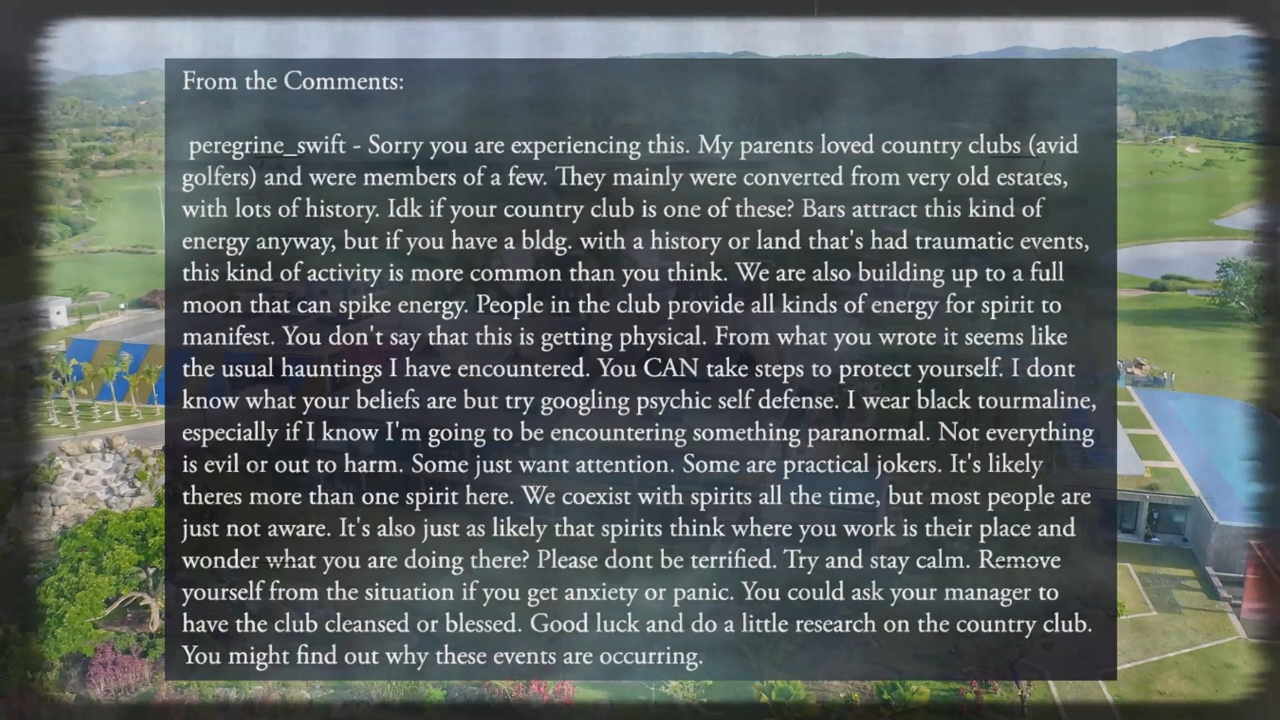 From the Comments:
peregrine_swift - Sorry you are experiencing this. My parents loved country clubs (avid
golfers) and were members of a few. They mainly were converted from very old estates,
with lots of history. Idk if your country club is one of these? Bars attract this kind of
energy anyway, but if you have a bldg. with a history or land that's had traumatic events,
this kind of activity is more common than you think. We are also building up to a full
moon that can spike energy. People in the club provide all kinds of energy for spirit to
manifest. You don't say that this is getting physical. From what you wrote it seems like
the usual hauntings I have encountered. You CAN take steps to protect yourself. I dont
know what your beliefs are but try googling psychic self defense. I wear black tourmaline,
especially if I know I'm going to be encountering something paranormal. Not everything
is evil or out to harm. Some just want attention. Some are practical jokers. It's likely
theres more than one spirit here. We coexist with spirits all the time, but most people are
just not aware. It's also just as likely that spirits think where you work is their place and
wonder what you are doing there? Please dont be terrified. Try and stay calm. Remove
yourself from the situation if you get anxiety or panic. You could ask your manager to
have the club cleansed or blessed. Good luck and do a little research on the country club.
You might find out why these events are occurring.